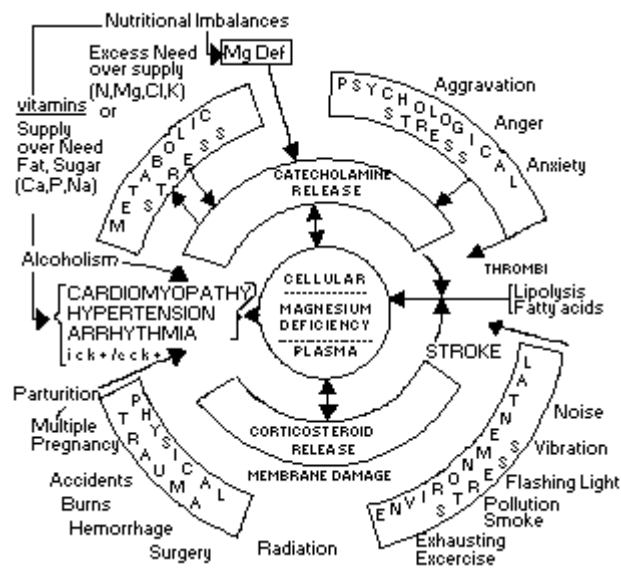 Nutritional Imbalances
Excess Need
over supply
(N,Mg,Cl,K)
or
Mg Def
vitamins
Supply
over Need
Fat, Sugar
(Ca,P,Na)
METABOLIC
STRESS
PSYCHOLOGICAL
STRESS
Aggravation
Anger
Anxiety
CATECHOLAMINE
RELEASE
Alcoholism
CARDIOMYOPATHY
HYPERTENSION
ARRHYTHMIA
ick+/eck+
CELLULAR
MAGNESIUM
DEFICIENCY
PLASMA
THROMBI
Lipolysis
Fatty acids
STROKE
Parturition
Multiple
Pregnancy
PHYSICAL
TRAUMA
Accidents
Burns
Hemorrhage
Surgery
Radiation
CORTICOSTEROID
RELEASE
MEMBRANE DAMAGE
ENVIRONMENSNTAL
STRESS
Noise
Vibration
Flashing Light
Pollution
Smoke
Exhausting
Excercise